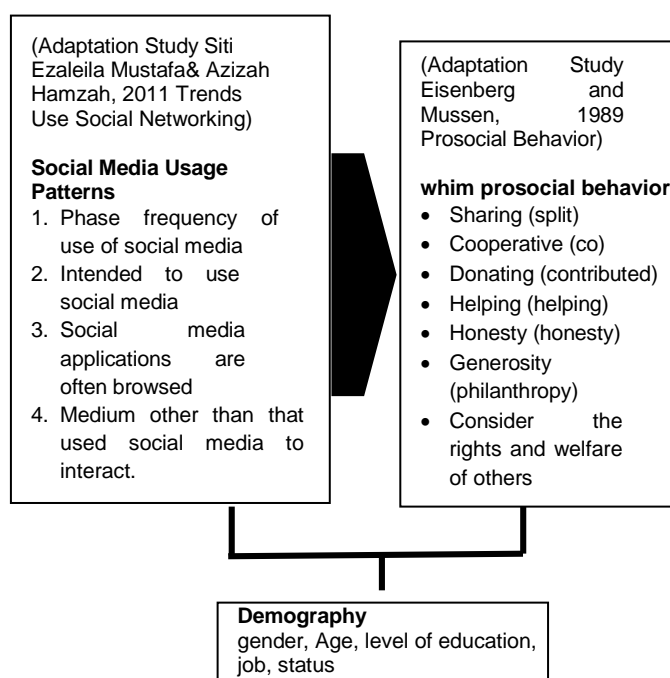 (Adaptation Study Siti
Ezaleila Mustafa& Azizah
Hamzah, 2011 Trends
Use Social Networking)
Social Media Usage
Patterns
1. Phase frequency of
use of social media
2. Intended to use
social media
3. Social media
applications are
often browsed
4. Medium other than that
used social media to
interact.
(Adaptation Study
Eisenberg and
Mussen, 1989
Prosocial Behavior)
whim prosocial behavior
• Sharing (split)
• Cooperative (co)
• Donating (contributed)
• Helping (helping)
• Honesty (honesty)
• Generosity
(philanthropy)
• Consider the
rights and welfare
of others
Demography
gender, Age, level of education,
job, status